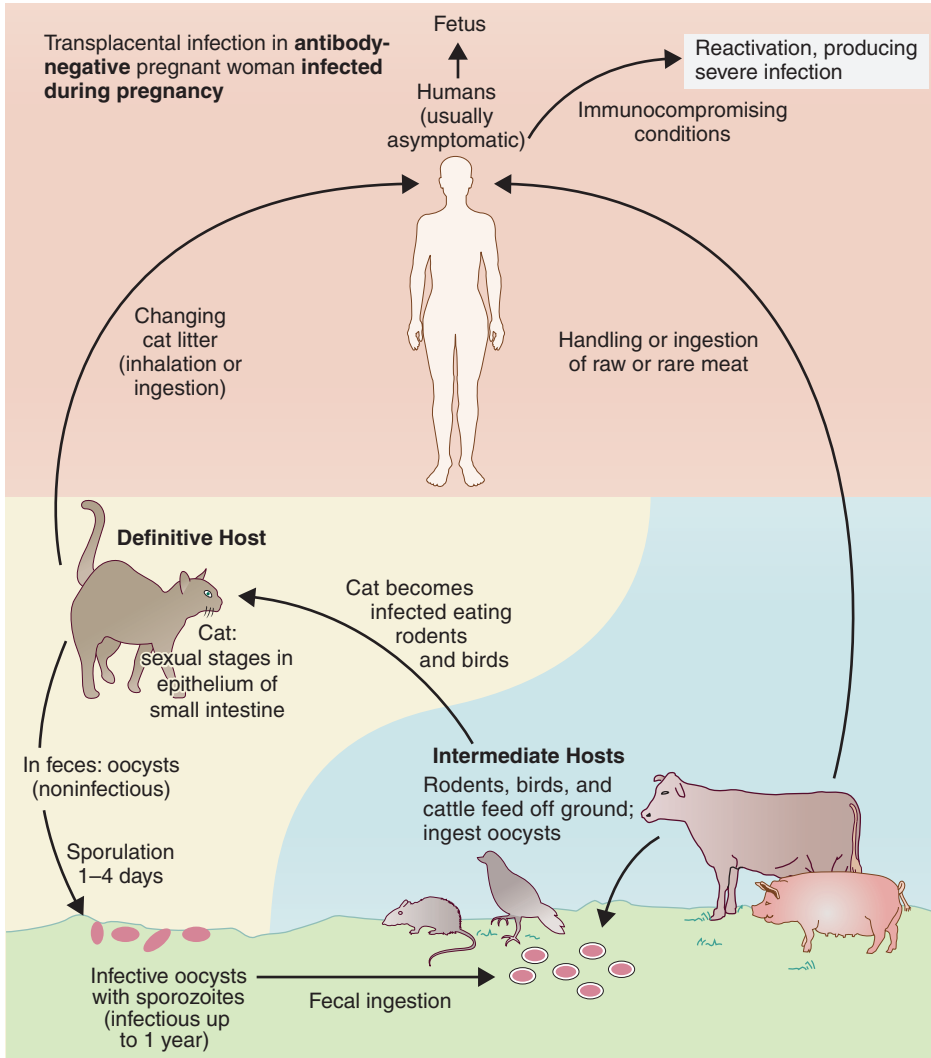 Fetus
Transplacental infection in antibody-
negative pregnant woman infected
during pregnancy
Reactivation, producing
severe infection
Humans
(usually
asymptomatic)
Immunocompromising
conditions
Changing
cat litter
(inhalation or
ingestion)
Handling or ingestion
of raw or rare meat
Definitive Host
Cat:
sexual stages in
epithelium of
small intestine
Cat becomes
infected eating
rodents
and birds
In feces: oocysts
(noninfectious)
Sporulation
1–4 days
Intermediate Hosts
Rodents, birds, and
cattle feed off ground;
ingest oocysts
Infective oocysts
with sporozoites
(infectious up
to 1 year)
Fecal ingestion